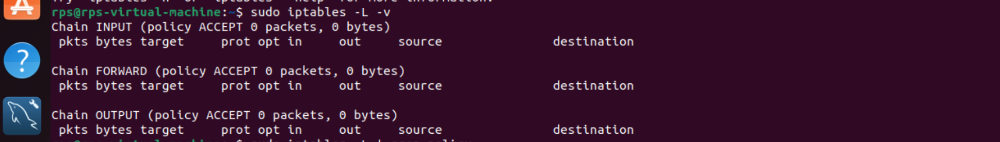 rps@rps-virtual-machine:~$ sudo iptables -L -v
Chain INPUT (policy ACCEPT 0 packets, 0 bytes)
 pkts bytes target     prot opt in     out     source               destination
Chain FORWARD (policy ACCEPT 0 packets, 0 bytes)
 pkts bytes target     prot opt in     out     source               destination
Chain OUTPUT (policy ACCEPT 0 packets, 0 bytes)
 pkts bytes target     prot opt in     out     source               destination